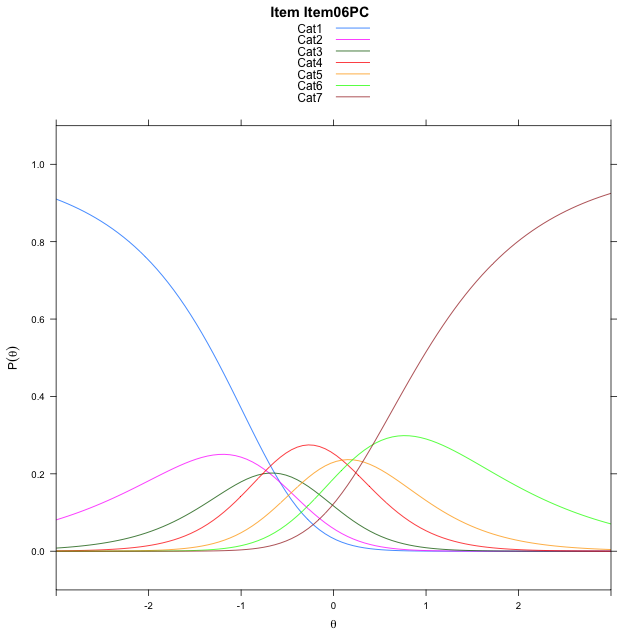 Item Item06PC
Cat1
Cat2
Cat3
Cat4
Cat5
Cat6
Cat7
1.0
0.8
0.6
0.4
0.2
0.0
P(θ)
-2 -1 0 1 2
θ